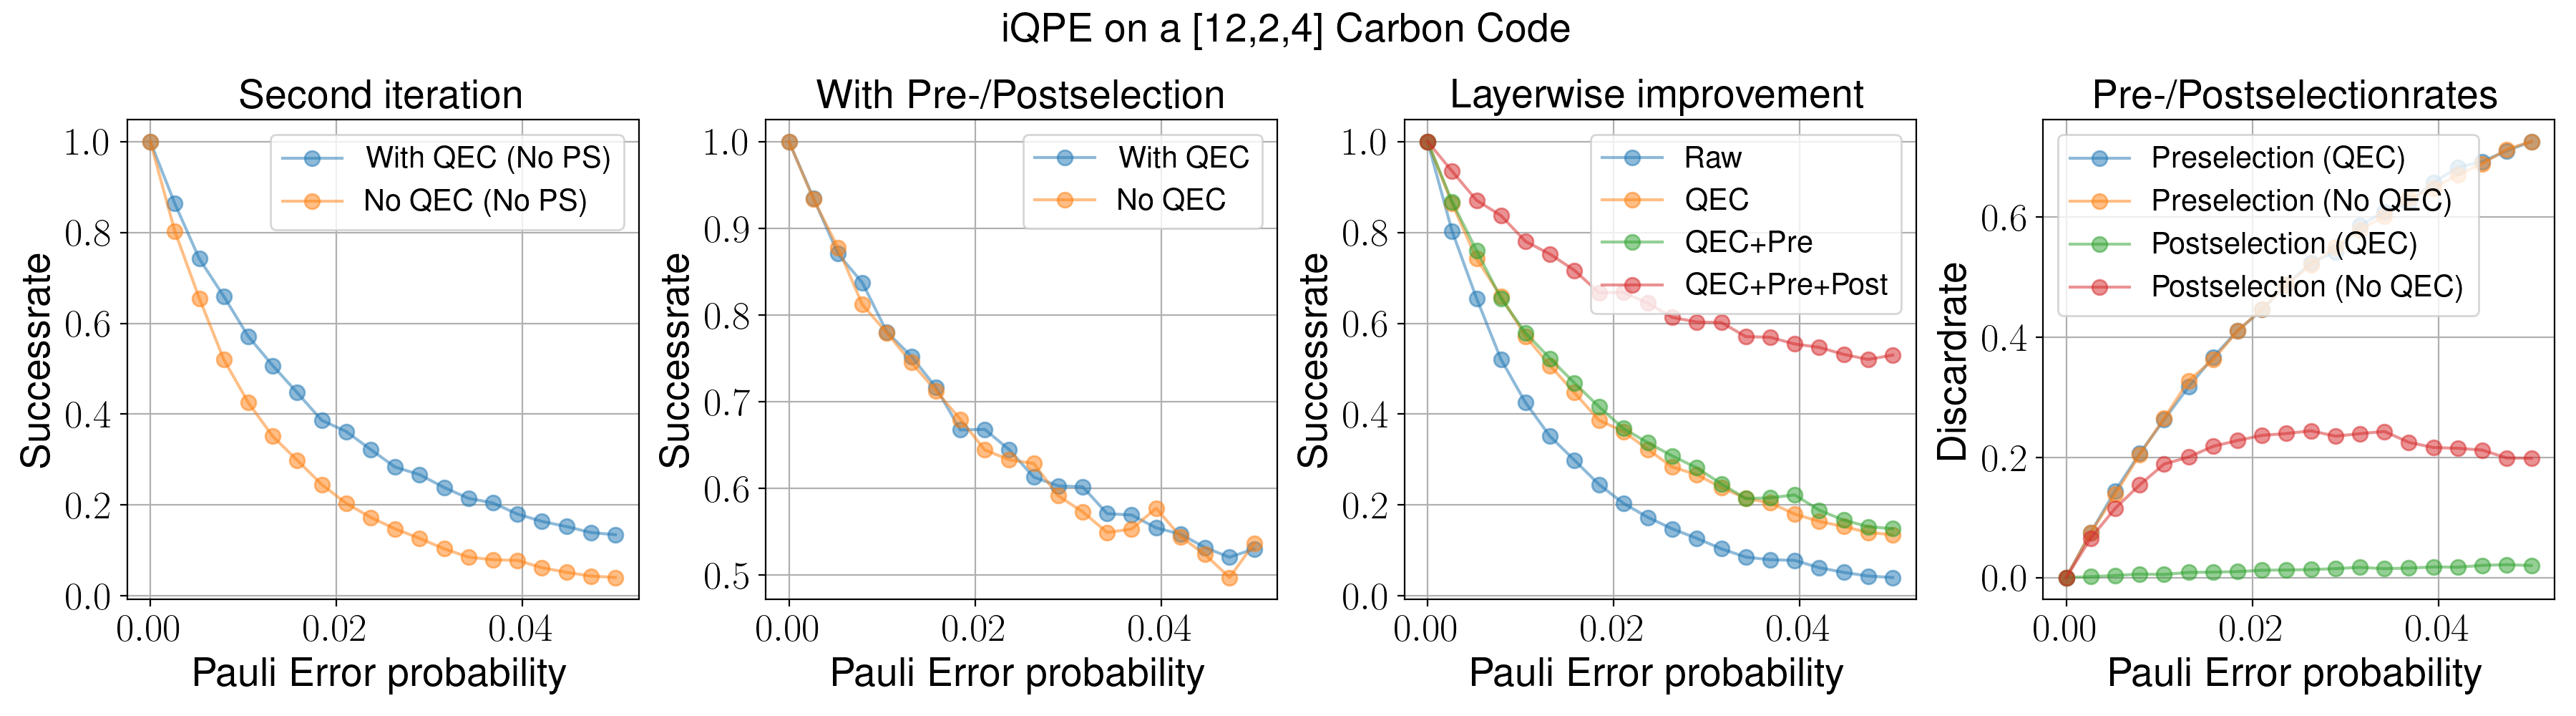 iQPE on a [12,2,4] Carbon Code
Second iteration
1.0
0.8
0.6
0.4
0.2
0.0
0.00 0.02 0.04
Successrate
Pauli Error probability
With QEC (No PS)
No QEC (No PS)
With Pre-/Postselection
1.0
0.9
0.8
0.7
0.6
0.5
0.00 0.02 0.04
Successrate
Pauli Error probability
With QEC
No QEC
Layerwise improvement
1.0
0.8
0.6
0.4
0.2
0.0
0.00 0.02 0.04
Successrate
Pauli Error probability
Raw
QEC
QEC+Pre
QEC+Pre+Post
Pre-/Postselectionrates
0.6
0.4
0.2
0.0
0.00 0.02 0.04
Discardrate
Pauli Error probability
Preselection (QEC)
Preselection (No QEC)
Postselection (QEC)
Postselection (No QEC)